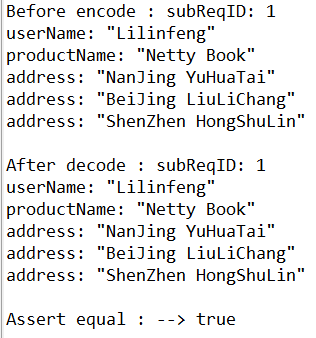 Before encode : subReqID: 1
userName: "Lilinfeng"
productName: "Netty Book"
address: "NanJing YuHuaTai"
address: "BeiJing LiuLiChang"
address: "ShenZhen HongShuLin"
After decode : subReqID: 1
userName: "Lilinfeng"
productName: "Netty Book"
address: "NanJing YuHuaTai"
address: "BeiJing LiuLiChang"
address: "ShenZhen HongShuLin"
Assert equal : --> true